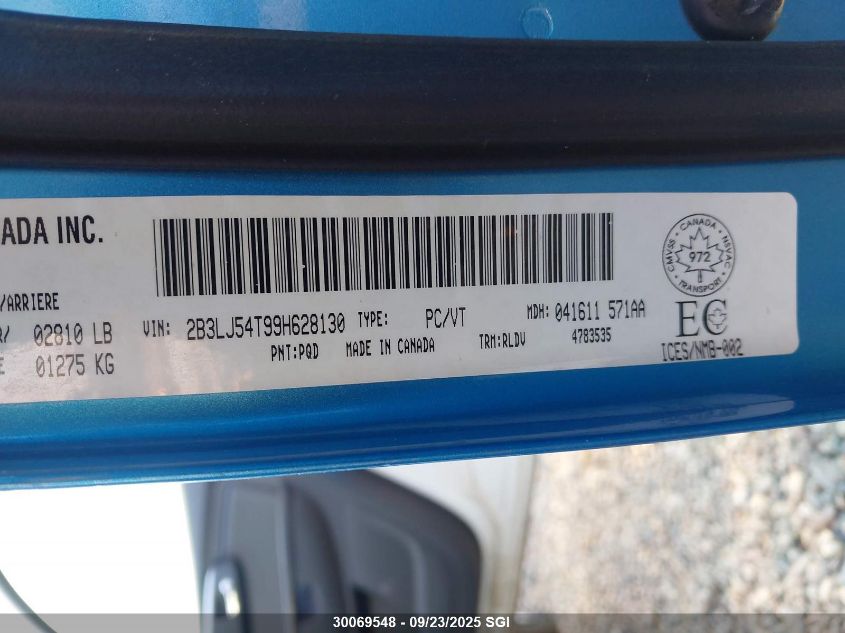 ADA INC.
/ARRIERE
02810 LB
01275 KG
VIN: 2B3LJ54T99H628130 TYPE: PC/VT MDH: 041611 571AA
PNT:PQD MADE IN CANADA TRM:RLDV 4783535
CMVSS · CANADA · NSVAC · TRANSPORT
972
EC
ICES/NMB-002
30069548 - 09/23/2025 SGI